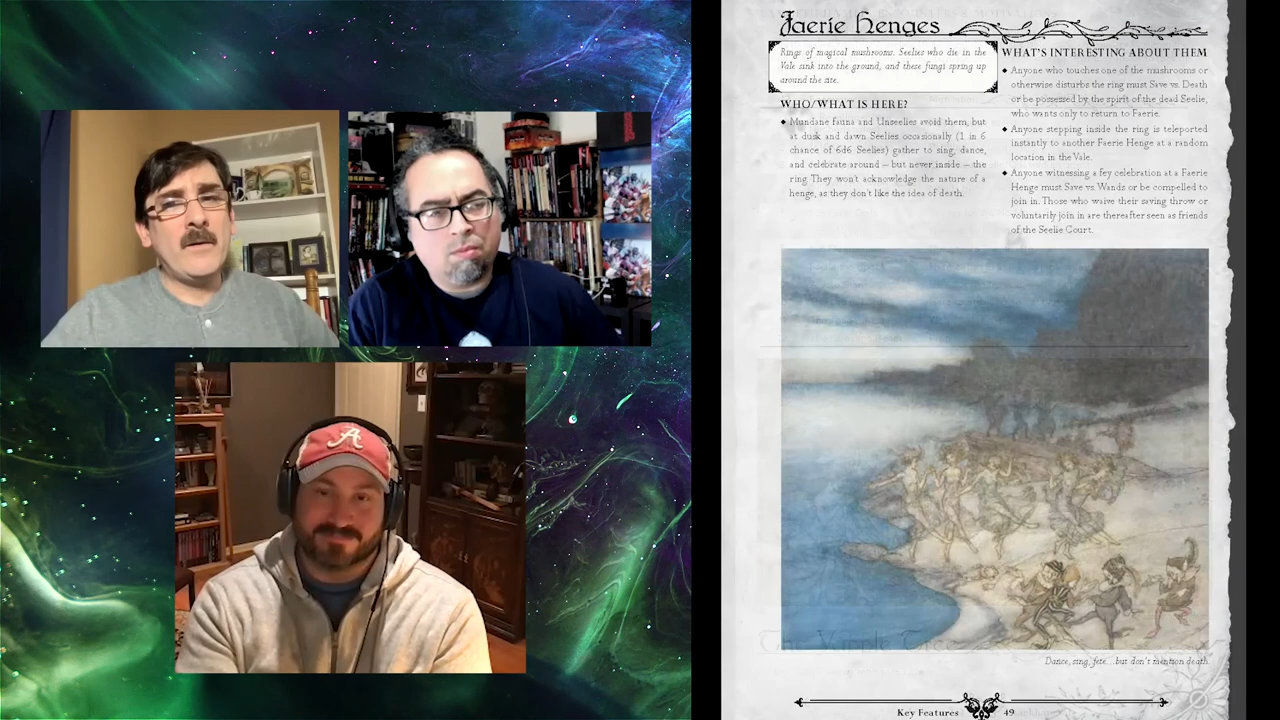 A
Faerie Henges
Rings of magical mushrooms. Seelies who die in the
Vale sink into the ground, and these fungi spring up
around the site.
WHO/WHAT IS HERE?
Mundane fauna and Unseelies avoid them, but
at dusk and dawn Seelies occasionally (1 in 6
chance of 6d6 Seelies) gather to sing, dance,
and celebrate around – but never inside – the
ring. They won't acknowledge the nature of a
henge, as they don't like the idea of death.
WHAT'S INTERESTING ABOUT THEM
Anyone who touches one of the mushrooms or
otherwise disturbs the ring must Save vs. Death
or be possessed by the spirit of the dead Seelie,
who wants only to return to Faerie.
Anyone stepping inside the ring is teleported
instantly to another Faerie Henge at a random
location in the Vale.
Anyone witnessing a fey celebration at a Faerie
Henge must Save vs. Wands or be compelled to
join in. Those who waive their saving throw or
voluntarily join in are thereafter seen as friends
of the Seelie Court.
Dance, sing, fete... but don't mention death
Key Features 49